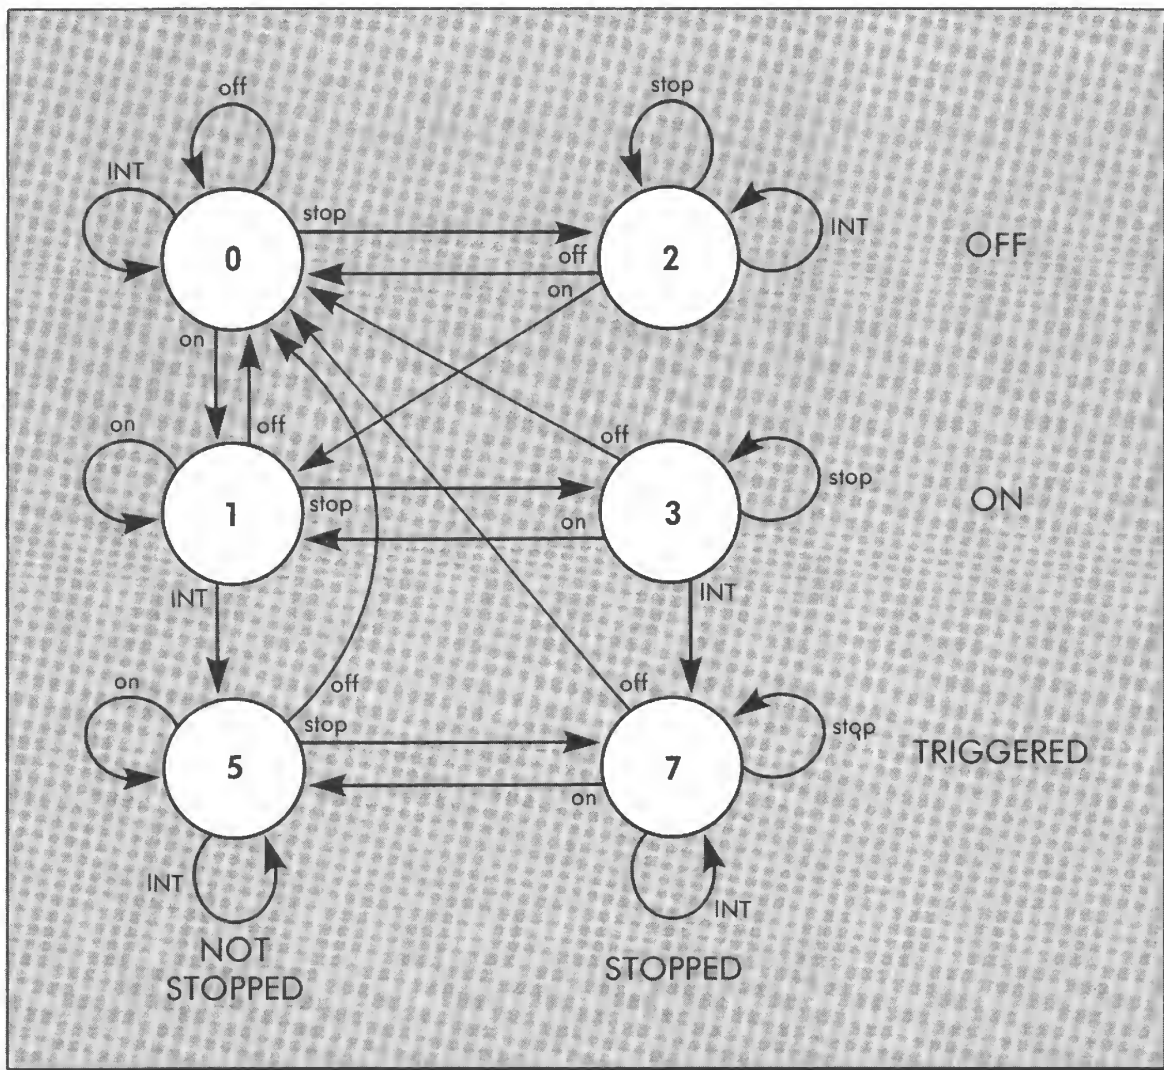 off
stop
INT
stop
0
off
2
INT
OFF
on
on
off
on
off
stop
1
stop
3
ON
on
INT
INT
on
off
off
stop
stop
5
7
TRIGGERED
on
INT
INT
NOT
STOPPED
STOPPED